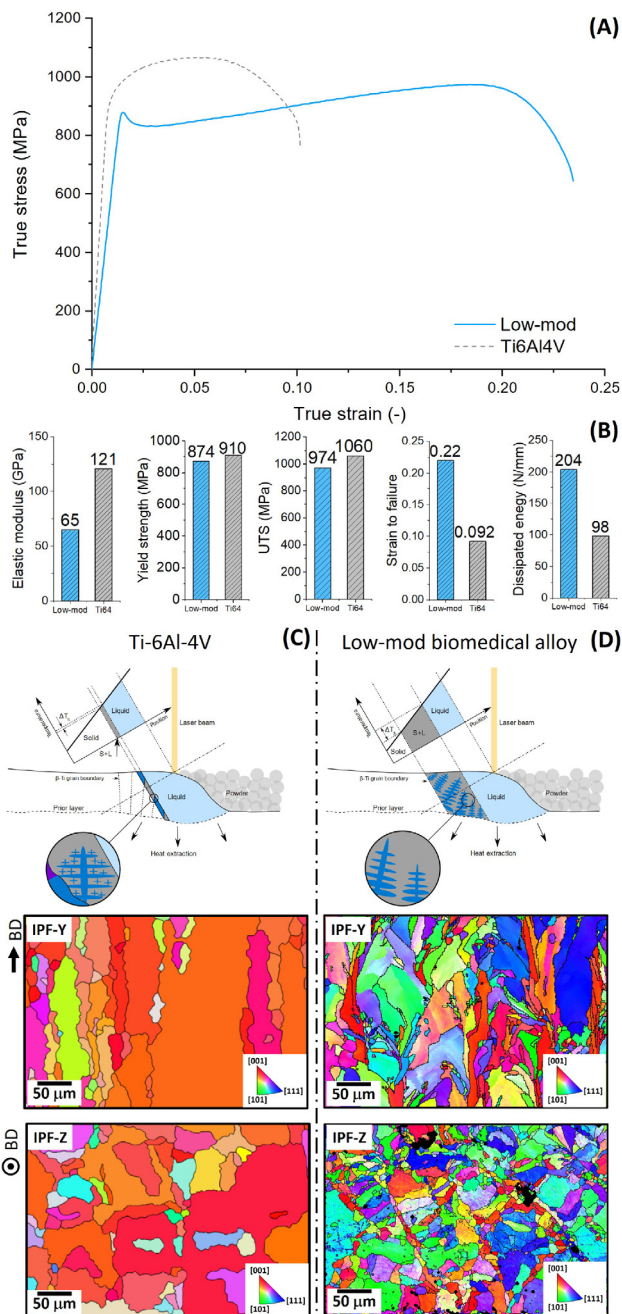 (A)
1200
1000
800
600
400
200
0
True stress (MPa)
Low-mod
Ti6Al4V
0.00 0.05 0.10 0.15 0.20 0.25
True strain (-)
(B)
Elastic modulus (GPa)
150
100
50
0
65
121
Low-mod Ti64
Yield strength (MPa)
1000
800
600
400
200
0
874 910
Low-mod Ti64
UTS (MPa)
1200
1000
800
600
400
200
0
974 1060
Low-mod Ti64
Strain to failure
0.25
0.20
0.15
0.10
0.05
0.00
0.22
0.092
Low-mod Ti64
Dissipated enegy (N/mm)
250
200
150
100
50
0
204
98
Low-mod Ti64
Ti-6Al-4V
(C)
Temperature
ΔT
Liquid
Solid
Position
S+L
Laser beam
β-Ti grain boundary
Prior layer
Liquid
Powder
Heat extraction
Low-mod biomedical alloy
(D)
Temperature
ΔT
Liquid
S+L
Solid
Position
Laser beam
β-Ti grain boundary
Prior layer
Liquid
Powder
Heat extraction
BD
IPF-Y
50 μm
[001]
[101]
[111]
IPF-Y
50 μm
[001]
[101]
[111]
BD
IPF-Z
50 μm
[001]
[101]
[111]
IPF-Z
50 μm
[001]
[101]
[111]